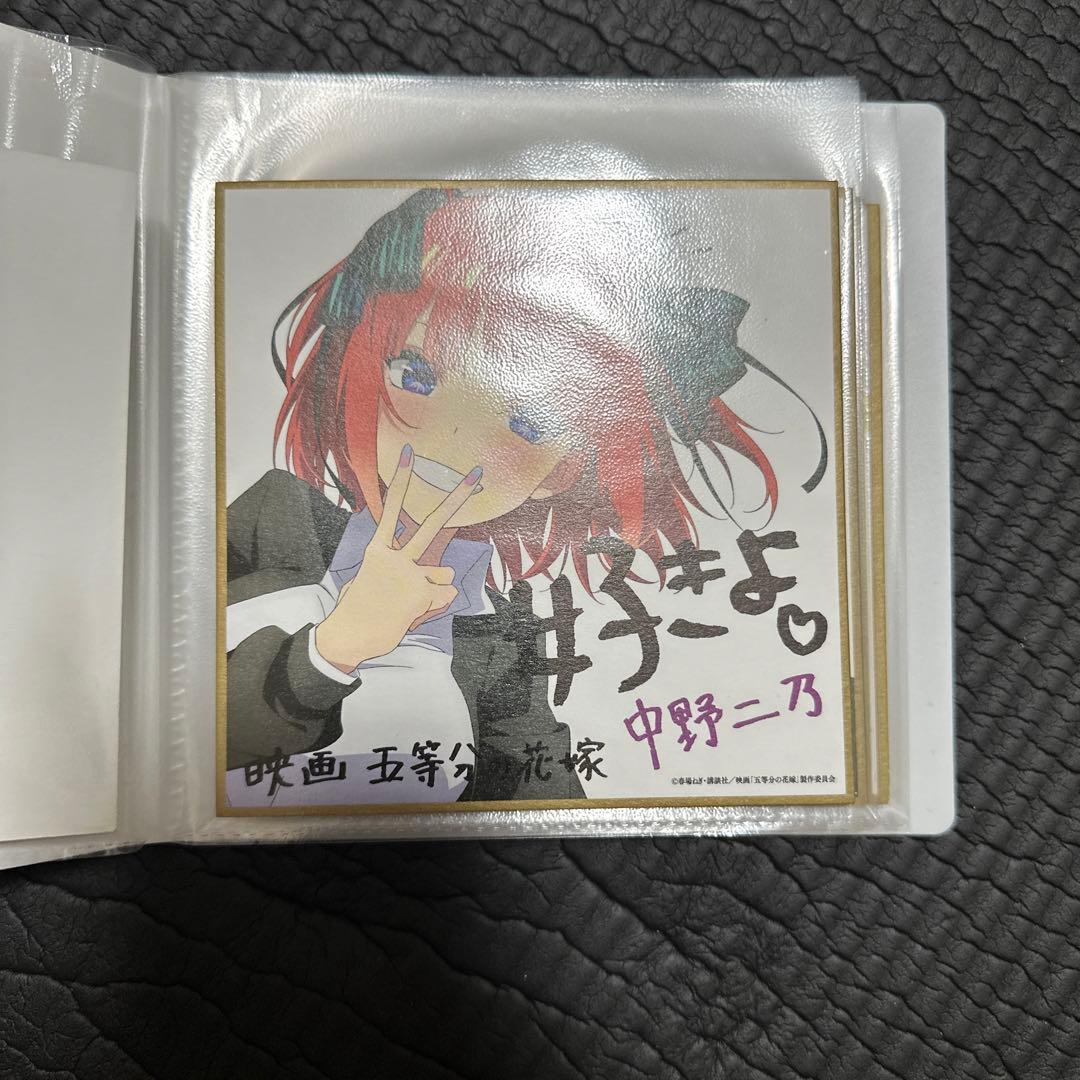 好きよ♡
中野二乃
映画 五等分の花嫁
©春場ねぎ・講談社／映画「五等分の花嫁」製作委員会